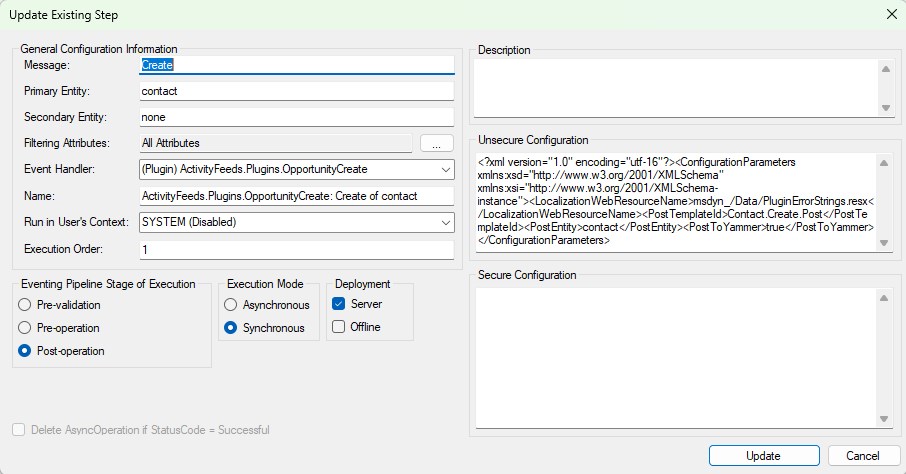 Update Existing Step
General Configuration Information
Message: Create
Primary Entity: contact
Secondary Entity: none
Filtering Attributes: All Attributes ...
Event Handler: (Plugin) ActivityFeeds.Plugins.OpportunityCreate
Name: ActivityFeeds.Plugins.OpportunityCreate: Create of contact
Run in User's Context: SYSTEM (Disabled)
Execution Order: 1
Eventing Pipeline Stage of Execution
Pre-validation
Pre-operation
Post-operation
Execution Mode
Asynchronous
Synchronous
Deployment
Server
Offline
Delete AsyncOperation if StatusCode = Successful
Description
Unsecure Configuration
<?xml version="1.0" encoding="utf-16"?><ConfigurationParameters
xmlns:xsd="http://www.w3.org/2001/XMLSchema"
xmlns:xsi="http://www.w3.org/2001/XMLSchema-
instance"><LocalizationWebResourceName>msdyn_/Data/PluginErrorStrings.resx<
/LocalizationWebResourceName><PostTemplateId>Contact.Create.Post</PostTe
mplateId><PostEntity>contact</PostEntity><PostToYammer>true</PostToYammer>
</ConfigurationParameters>
Secure Configuration
Update
Cancel